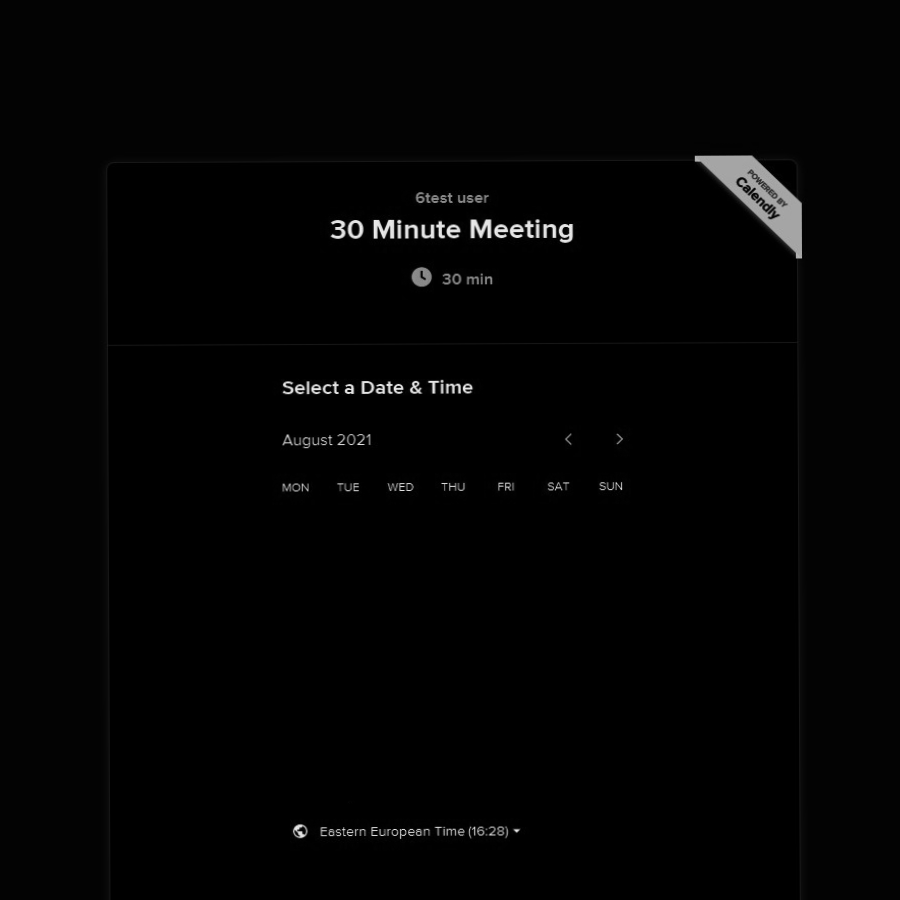 POWERED BY
Calendly
6test user
30 Minute Meeting
30 min
Select a Date & Time
August 2021
MON TUE WED THU FRI SAT SUN
Eastern European Time (16:28)